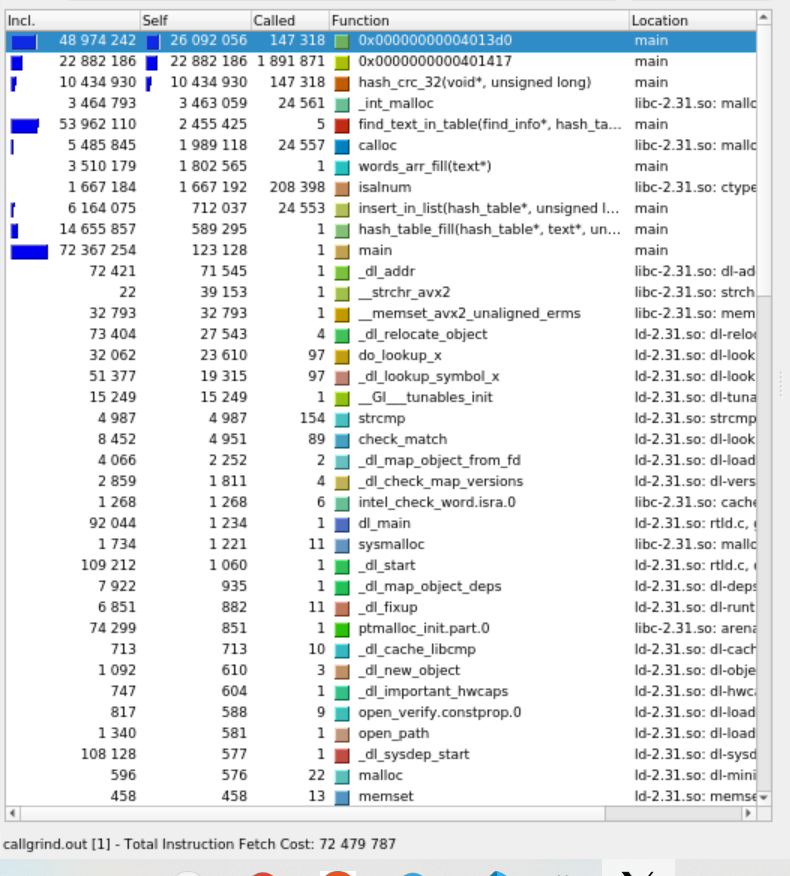 Incl. Self Called Function Location
48 974 242 26 092 056 147 318 0x00000000004013d0 main
22 882 186 22 882 186 1 891 871 0x0000000000401417 main
10 434 930 10 434 930 147 318 hash_crc_32(void*, unsigned long) main
3 464 793 3 463 059 24 561 _int_malloc libc-2.31.so: mallo
53 962 110 2 455 425 5 find_text_in_table(find_info*, hash_ta... main
5 485 845 1 989 118 24 557 calloc libc-2.31.so: mallo
3 510 179 1 802 565 1 words_arr_fill(text*) main
1 667 184 1 667 192 208 398 isalnum libc-2.31.so: ctype
6 164 075 712 037 24 553 insert_in_list(hash_table*, unsigned l... main
14 655 857 589 295 1 hash_table_fill(hash_table*, text*, un... main
72 367 254 123 128 1 main main
72 421 71 545 1 _dl_addr libc-2.31.so: dl-ad
22 39 153 1 __strchr_avx2 libc-2.31.so: strch
32 793 32 793 1 __memset_avx2_unaligned_erms libc-2.31.so: mem
73 404 27 543 4 _dl_relocate_object ld-2.31.so: dl-relo
32 062 23 610 97 do_lookup_x ld-2.31.so: dl-look
51 377 19 315 97 _dl_lookup_symbol_x ld-2.31.so: dl-look
15 249 15 249 1 __GI___tunables_init ld-2.31.so: dl-tuna
4 987 4 987 154 strcmp ld-2.31.so: strcmp
8 452 4 951 89 check_match ld-2.31.so: dl-look
4 066 2 252 2 _dl_map_object_from_fd ld-2.31.so: dl-load
2 859 1 811 4 _dl_check_map_versions ld-2.31.so: dl-vers
1 268 1 268 6 intel_check_word.isra.0 libc-2.31.so: cache
92 044 1 234 1 dl_main ld-2.31.so: rtld.c,
1 734 1 221 11 sysmalloc libc-2.31.so: mallo
109 212 1 060 1 _dl_start ld-2.31.so: rtld.c,
7 922 935 1 _dl_map_object_deps ld-2.31.so: dl-deps
6 851 882 11 _dl_fixup ld-2.31.so: dl-runt
74 299 851 1 ptmalloc_init.part.0 libc-2.31.so: arena
713 713 10 _dl_cache_libcmp ld-2.31.so: dl-cach
1 092 610 3 _dl_new_object ld-2.31.so: dl-obje
747 604 1 _dl_important_hwcaps ld-2.31.so: dl-hwc
817 588 9 open_verify.constprop.0 ld-2.31.so: dl-load
1 340 581 1 open_path ld-2.31.so: dl-load
108 128 577 1 _dl_sysdep_start ld-2.31.so: dl-sysd
596 576 22 malloc ld-2.31.so: dl-mini
458 458 13 memset ld-2.31.so: memse
callgrind.out [1] - Total Instruction Fetch Cost: 72 479 787